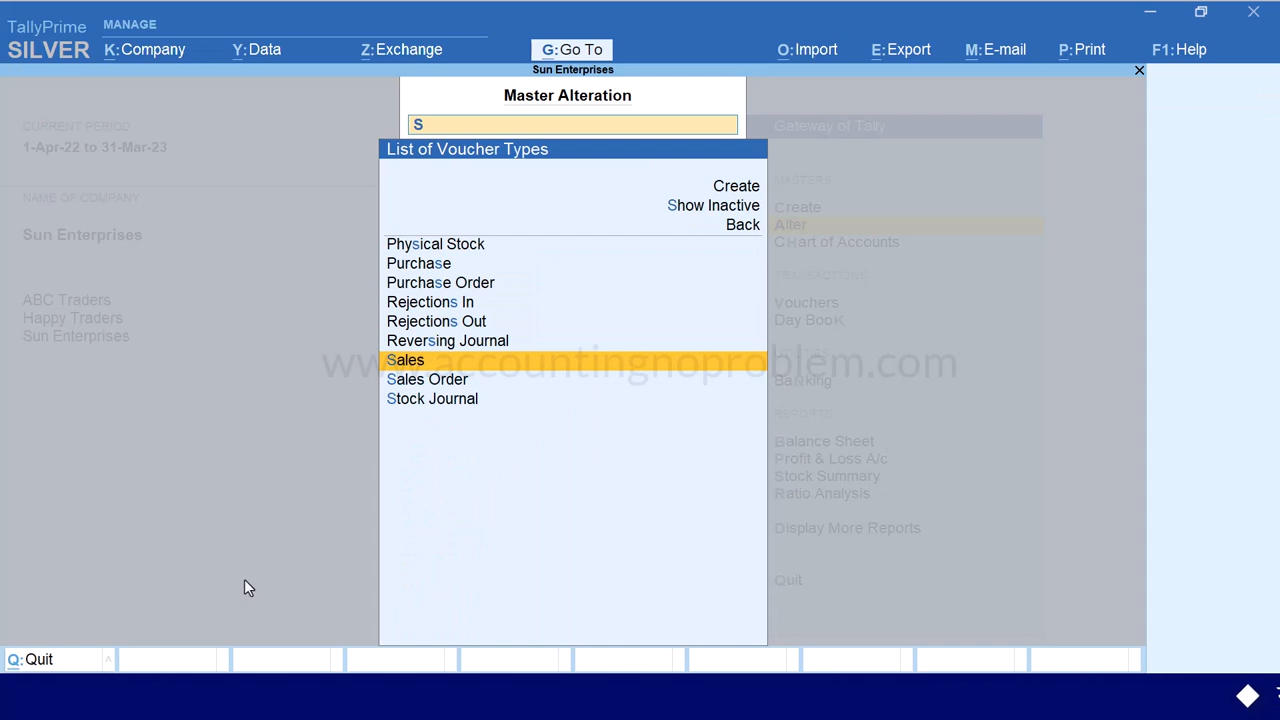 TallyPrime
MANAGE
SILVER
K:Company
Y:Data
Z:Exchange
G:Go To
O:Import
E:Export
M:E-mail
P:Print
F1:Help
Sun Enterprises
Master Alteration
S
List of Voucher Types
Create
Show Inactive
Back
Physical Stock
Purchase
Purchase Order
Rejections In
Rejections Out
Reversing Journal
Sales
Sales Order
Stock Journal
CURRENT PERIOD
1-Apr-22 to 31-Mar-23
NAME OF COMPANY
Sun Enterprises
ABC Traders
Happy Traders
Sun Enterprises
Gateway of Tally
MASTERS
Create
Alter
CHart of Accounts
TRANSACTIONS
Vouchers
Day BooK
BaNking
REPORTS
Balance Sheet
Profit & Loss A/c
Stock Summary
Ratio Analysis
Display More Reports
Quit
www.accountingnoproblem.com
Q:Quit